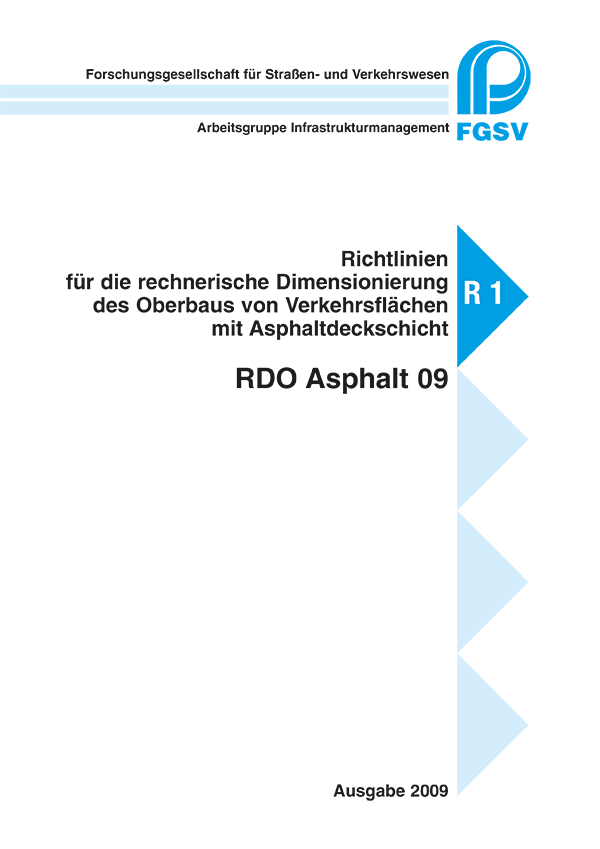 Forschungsgesellschaft für Straßen- und Verkehrswesen
Arbeitsgruppe Infrastrukturmanagement
FGSV
Richtlinien
für die rechnerische Dimensionierung
des Oberbaus von Verkehrsflächen
mit Asphaltdeckschicht
R 1
RDO Asphalt 09
Ausgabe 2009